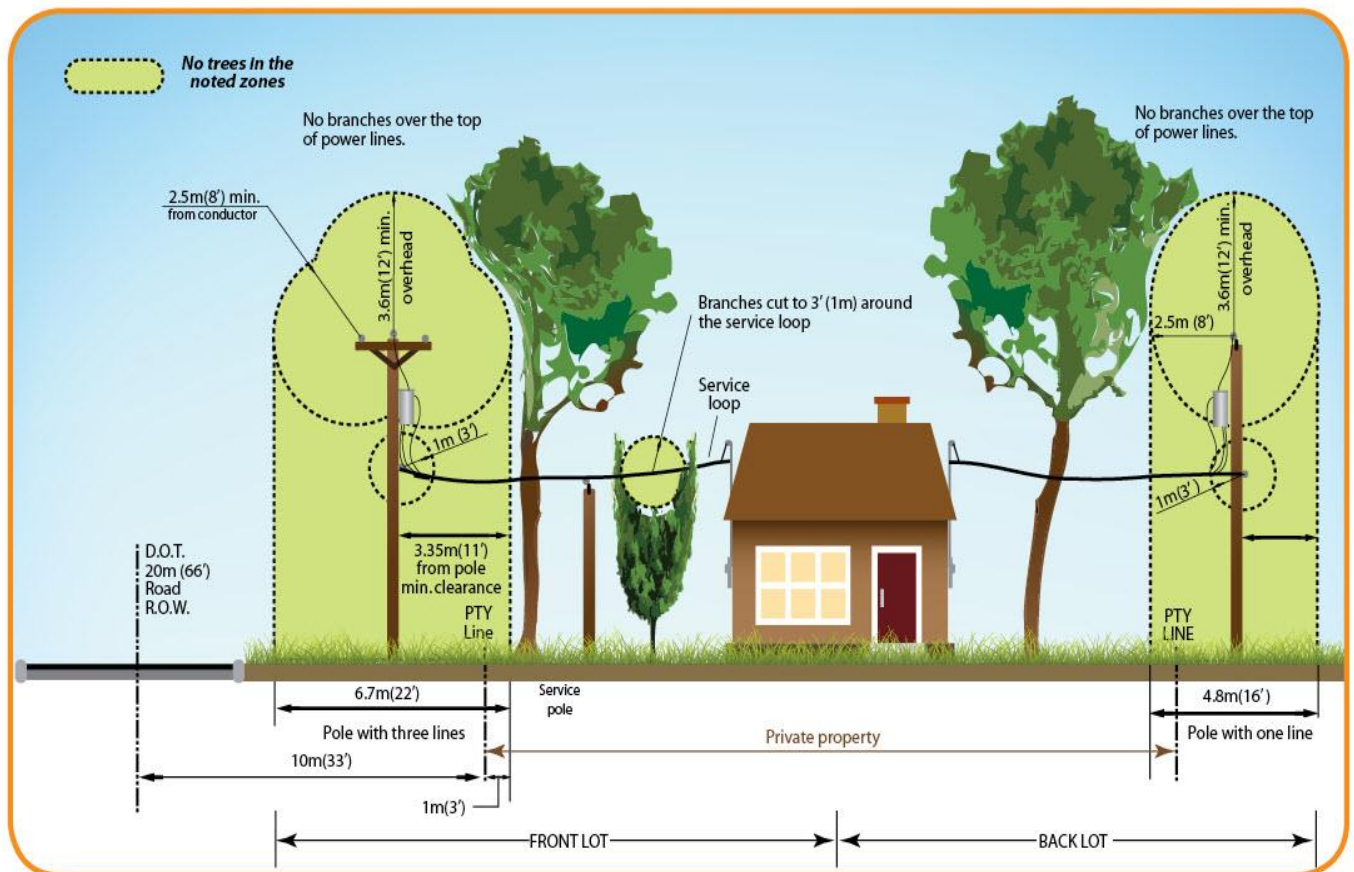 No trees in the
noted zones
No branches over the top
of power lines.
No branches over the top
of power lines.
2.5m(8') min.
from conductor
3.6m(12') min.
overhead
3.6m(12') min.
overhead
2.5m (8')
Branches cut to 3' (1m) around
the service loop
Service
loop
1m (3')
1m(3')
3.35m(11')
from pole
min.clearance
D.O.T.
20m (66')
Road
R.O.W.
PTY
Line
PTY
LINE
6.7m(22')
Service
pole
4.8m(16')
Pole with three lines
Private property
Pole with one line
10m(33')
1m(3')
FRONT LOT
BACK LOT